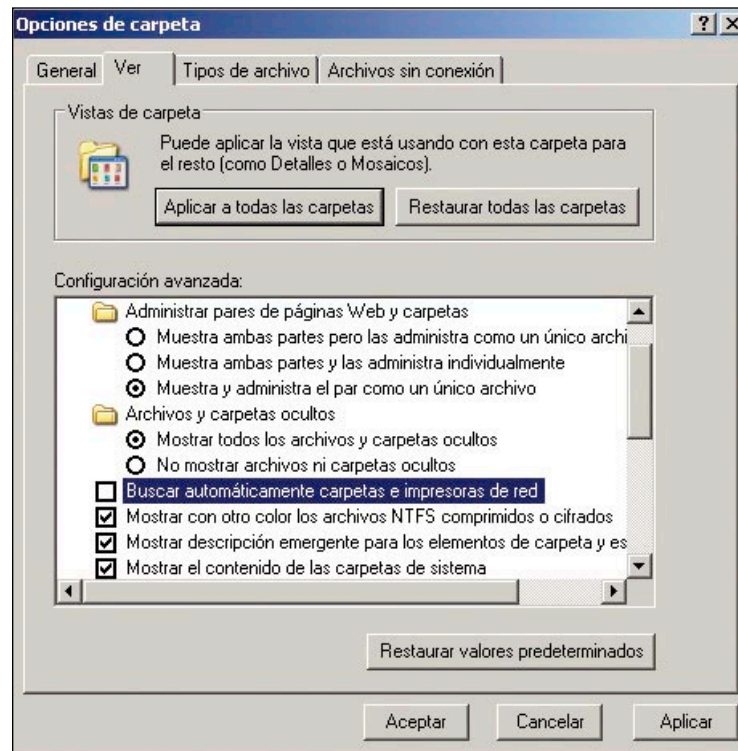 Opciones de carpeta
General
Ver
Tipos de archivo
Archivos sin conexión
Vistas de carpeta
Puede aplicar la vista que está usando con esta carpeta para
el resto (como Detalles o Mosaicos).
Aplicar a todas las carpetas
Restaurar todas las carpetas
Configuración avanzada:
Administrar pares de páginas Web y carpetas
Muestra ambas partes pero las administra como un único archi
Muestra ambas partes y las administra individualmente
Muestra y administra el par como un único archivo
Archivos y carpetas ocultos
Mostrar todos los archivos y carpetas ocultos
No mostrar archivos ni carpetas ocultos
Buscar automáticamente carpetas e impresoras de red
Mostrar con otro color los archivos NTFS comprimidos o cifrados
Mostrar descripción emergente para los elementos de carpeta y es
Mostrar el contenido de las carpetas de sistema
Restaurar valores predeterminados
Aceptar
Cancelar
Aplicar